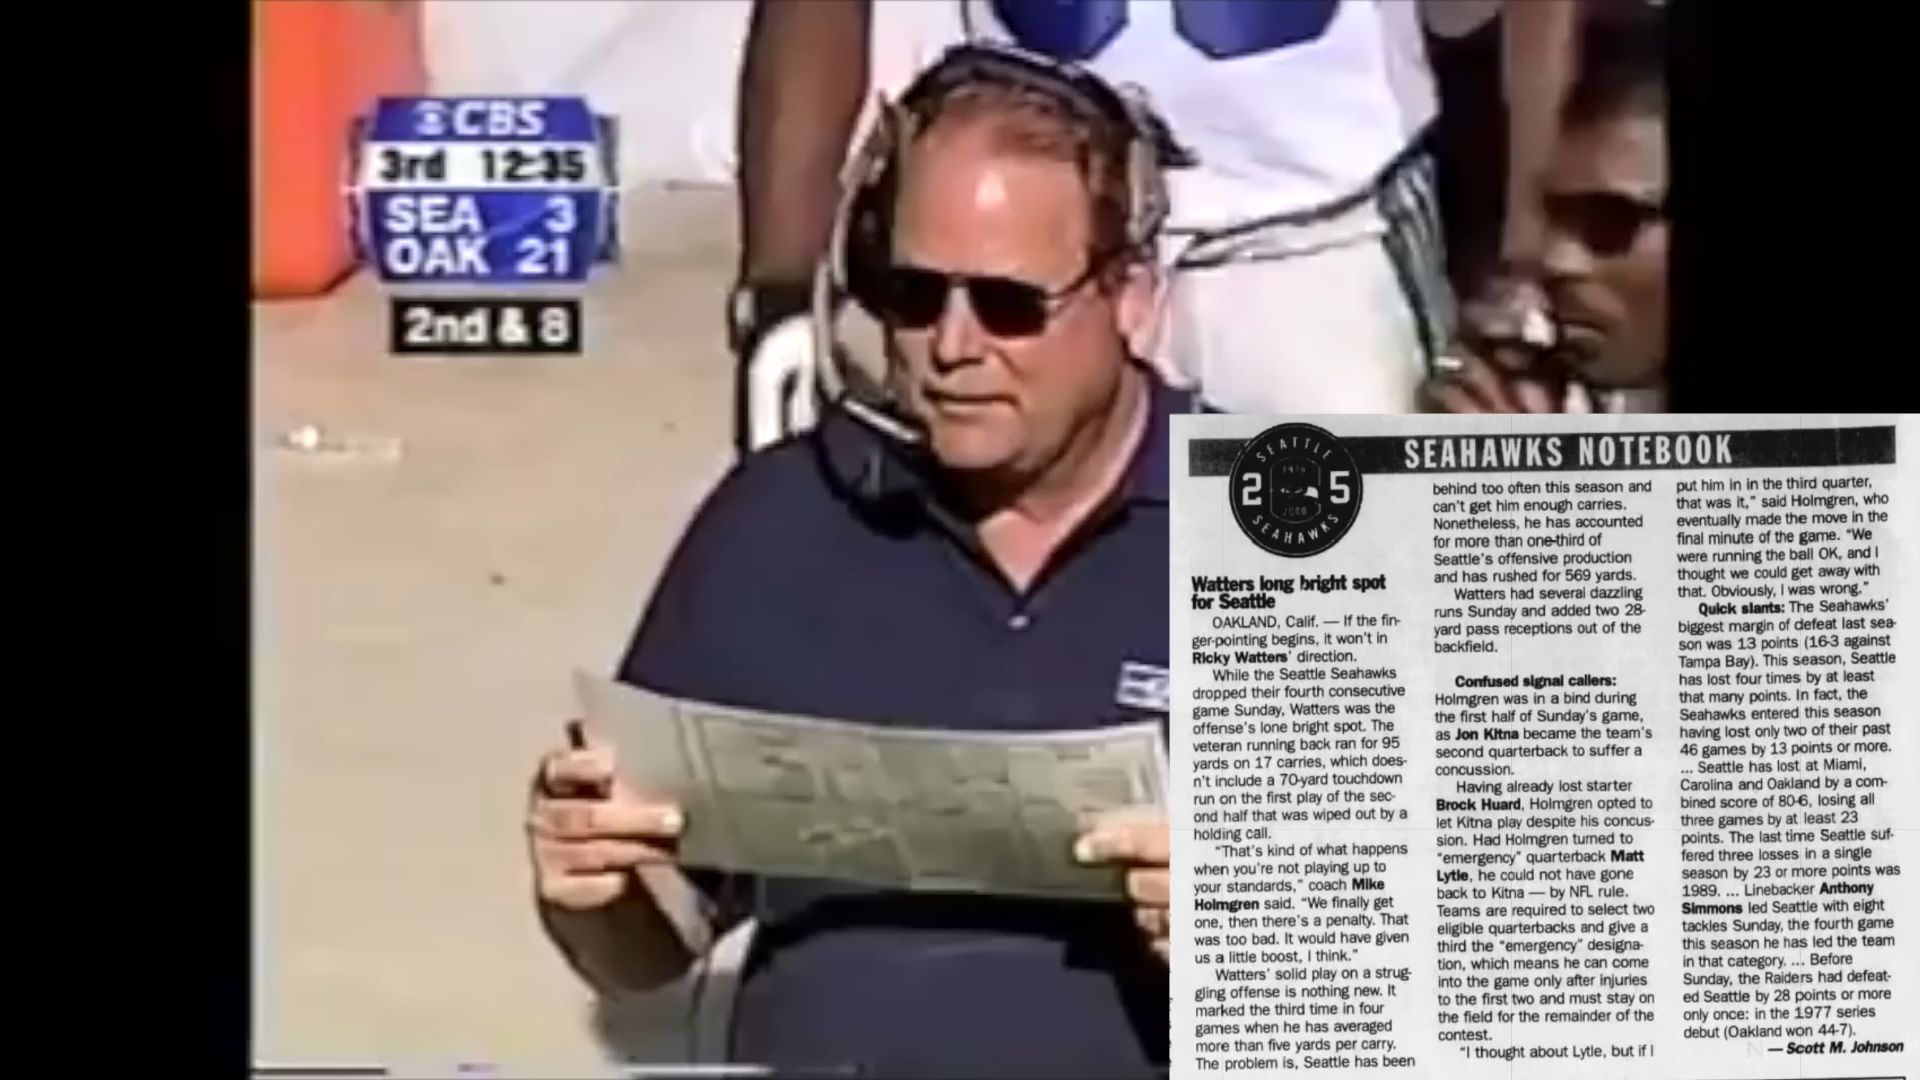 CBS
3rd 12:35
SEA 3
OAK 21
2nd & 8
SEAHAWKS NOTEBOOK
SEATTLE
2 5
SEAHAWKS
Watters long bright spot
for Seattle
OAKLAND, Calif. — If the fin-
ger-pointing begins, it won't in
Ricky Watters' direction.
While the Seattle Seahawks
dropped their fourth consecutive
game Sunday, Watters was the
offense's lone bright spot. The
veteran running back ran for 95
yards on 17 carries, which does-
n't include a 70-yard touchdown
run on the first play of the sec-
ond half that was wiped out by a
holding call.
"That's kind of what happens
when you're not playing up to
your standards," coach Mike
Holmgren said. "We finally get
one, then there's a penalty. That
was too bad. It would have given
us a little boost, I think."
Watters' solid play on a strug-
gling offense is nothing new. It
marked the third time in four
games when he has averaged
more than five yards per carry.
The problem is, Seattle has been
behind too often this season and
can't get him enough carries.
Nonetheless, he has accounted
for more than one-third of
Seattle's offensive production
and has rushed for 569 yards.
Watters had several dazzling
runs Sunday and added two 28-
yard pass receptions out of the
backfield.
Confused signal callers:
Holmgren was in a bind during
the first half of Sunday's game,
as Jon Kitna became the team's
second quarterback to suffer a
concussion.
Having already lost starter
Brock Huard, Holmgren opted to
let Kitna play despite his concus-
sion. Had Holmgren turned to
"emergency" quarterback Matt
Lytle, he could not have gone
back to Kitna — by NFL rule.
Teams are required to select two
eligible quarterbacks and give a
third the "emergency" designa-
tion, which means he can come
into the game only after injuries
to the first two and must stay on
the field for the remainder of the
contest.
"I thought about Lytle, but if I
put him in in the third quarter,
that was it," said Holmgren, who
eventually made the move in the
final minute of the game. "We
were running the ball OK, and I
thought we could get away with
that. Obviously, I was wrong."
Quick slants: The Seahawks'
biggest margin of defeat last sea-
son was 13 points (16-3 against
Tampa Bay). This season, Seattle
has lost four times by at least
that many points. In fact, the
Seahawks entered this season
having lost only two of their past
46 games by 13 points or more.
... Seattle has lost at Miami,
Carolina and Oakland by a com-
bined score of 80-6, losing all
three games by at least 23
points. The last time Seattle suf-
fered three losses in a single
season by 23 or more points was
1989. ... Linebacker Anthony
Simmons led Seattle with eight
tackles Sunday, the fourth game
this season he has led the team
in that category. ... Before
Sunday, the Raiders had defeat-
ed Seattle by 28 points or more
only once: in the 1977 series
debut (Oakland won 44-7).
— Scott M. Johnson